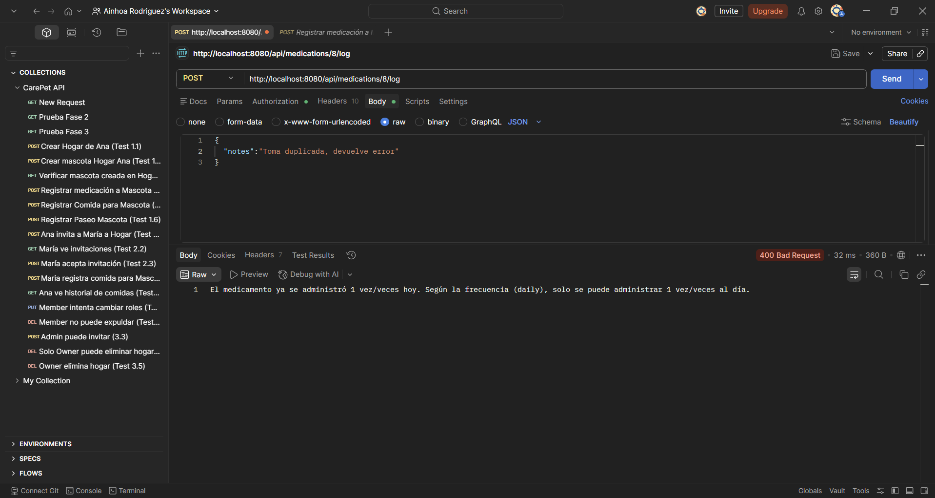 Ainhoa Rodriguez's Workspace
Search
Invite
Upgrade
POST http://localhost:8080/.
POST Registrar medicación a
No environment
HTTP http://localhost:8080/api/medications/8/log
Save
Share
COLLECTIONS
CarePet API
GET New Request
GET Prueba Fase 2
GET Prueba Fase 3
POST Crear Hogar de Ana (Test 1.1)
POST Crear mascota Hogar Ana (Test 1...
GET Verificar mascota creada en Hog...
POST Registrar medicación a Mascota ...
POST Registrar Comida para Mascota (...
POST Registrar Paseo Mascota (Test 1.6)
POST Ana invita a María a Hogar (Test ...
GET María ve invitaciones (Test 2.2)
POST María acepta invitación (Test 2.3)
POST Maria registra comida para Masc...
GET Ana ve historial de comidas (Test...
PUT Member intenta cambiar roles (T...
DEL Member no puede expuldar (Test...
POST Admin puede invitar (3.3)
DEL Solo Owner puede eliminar hogar...
DEL Owner elimina hogar (Test 3.5)
My Collection
ENVIRONMENTS
SPECS
FLOWS
POST
http://localhost:8080/api/medications/8/log
Send
Docs
Params
Authorization
Headers 10
Body
Scripts
Settings
Cookies
none
form-data
x-www-form-urlencoded
raw
binary
GraphQL
JSON
Schema
Beautify
1 {
2 "notes":"Toma duplicada, devuelve error"
3 }
Body
Cookies
Headers 7
Test Results
400 Bad Request
32 ms
360 B
Raw
Preview
Debug with AI
1 El medicamento ya se administró 1 vez/veces hoy. Según la frecuencia (daily), solo se puede administrar 1 vez/veces al día.
Connect Git
Console
Terminal
Globals
Vault
Tools